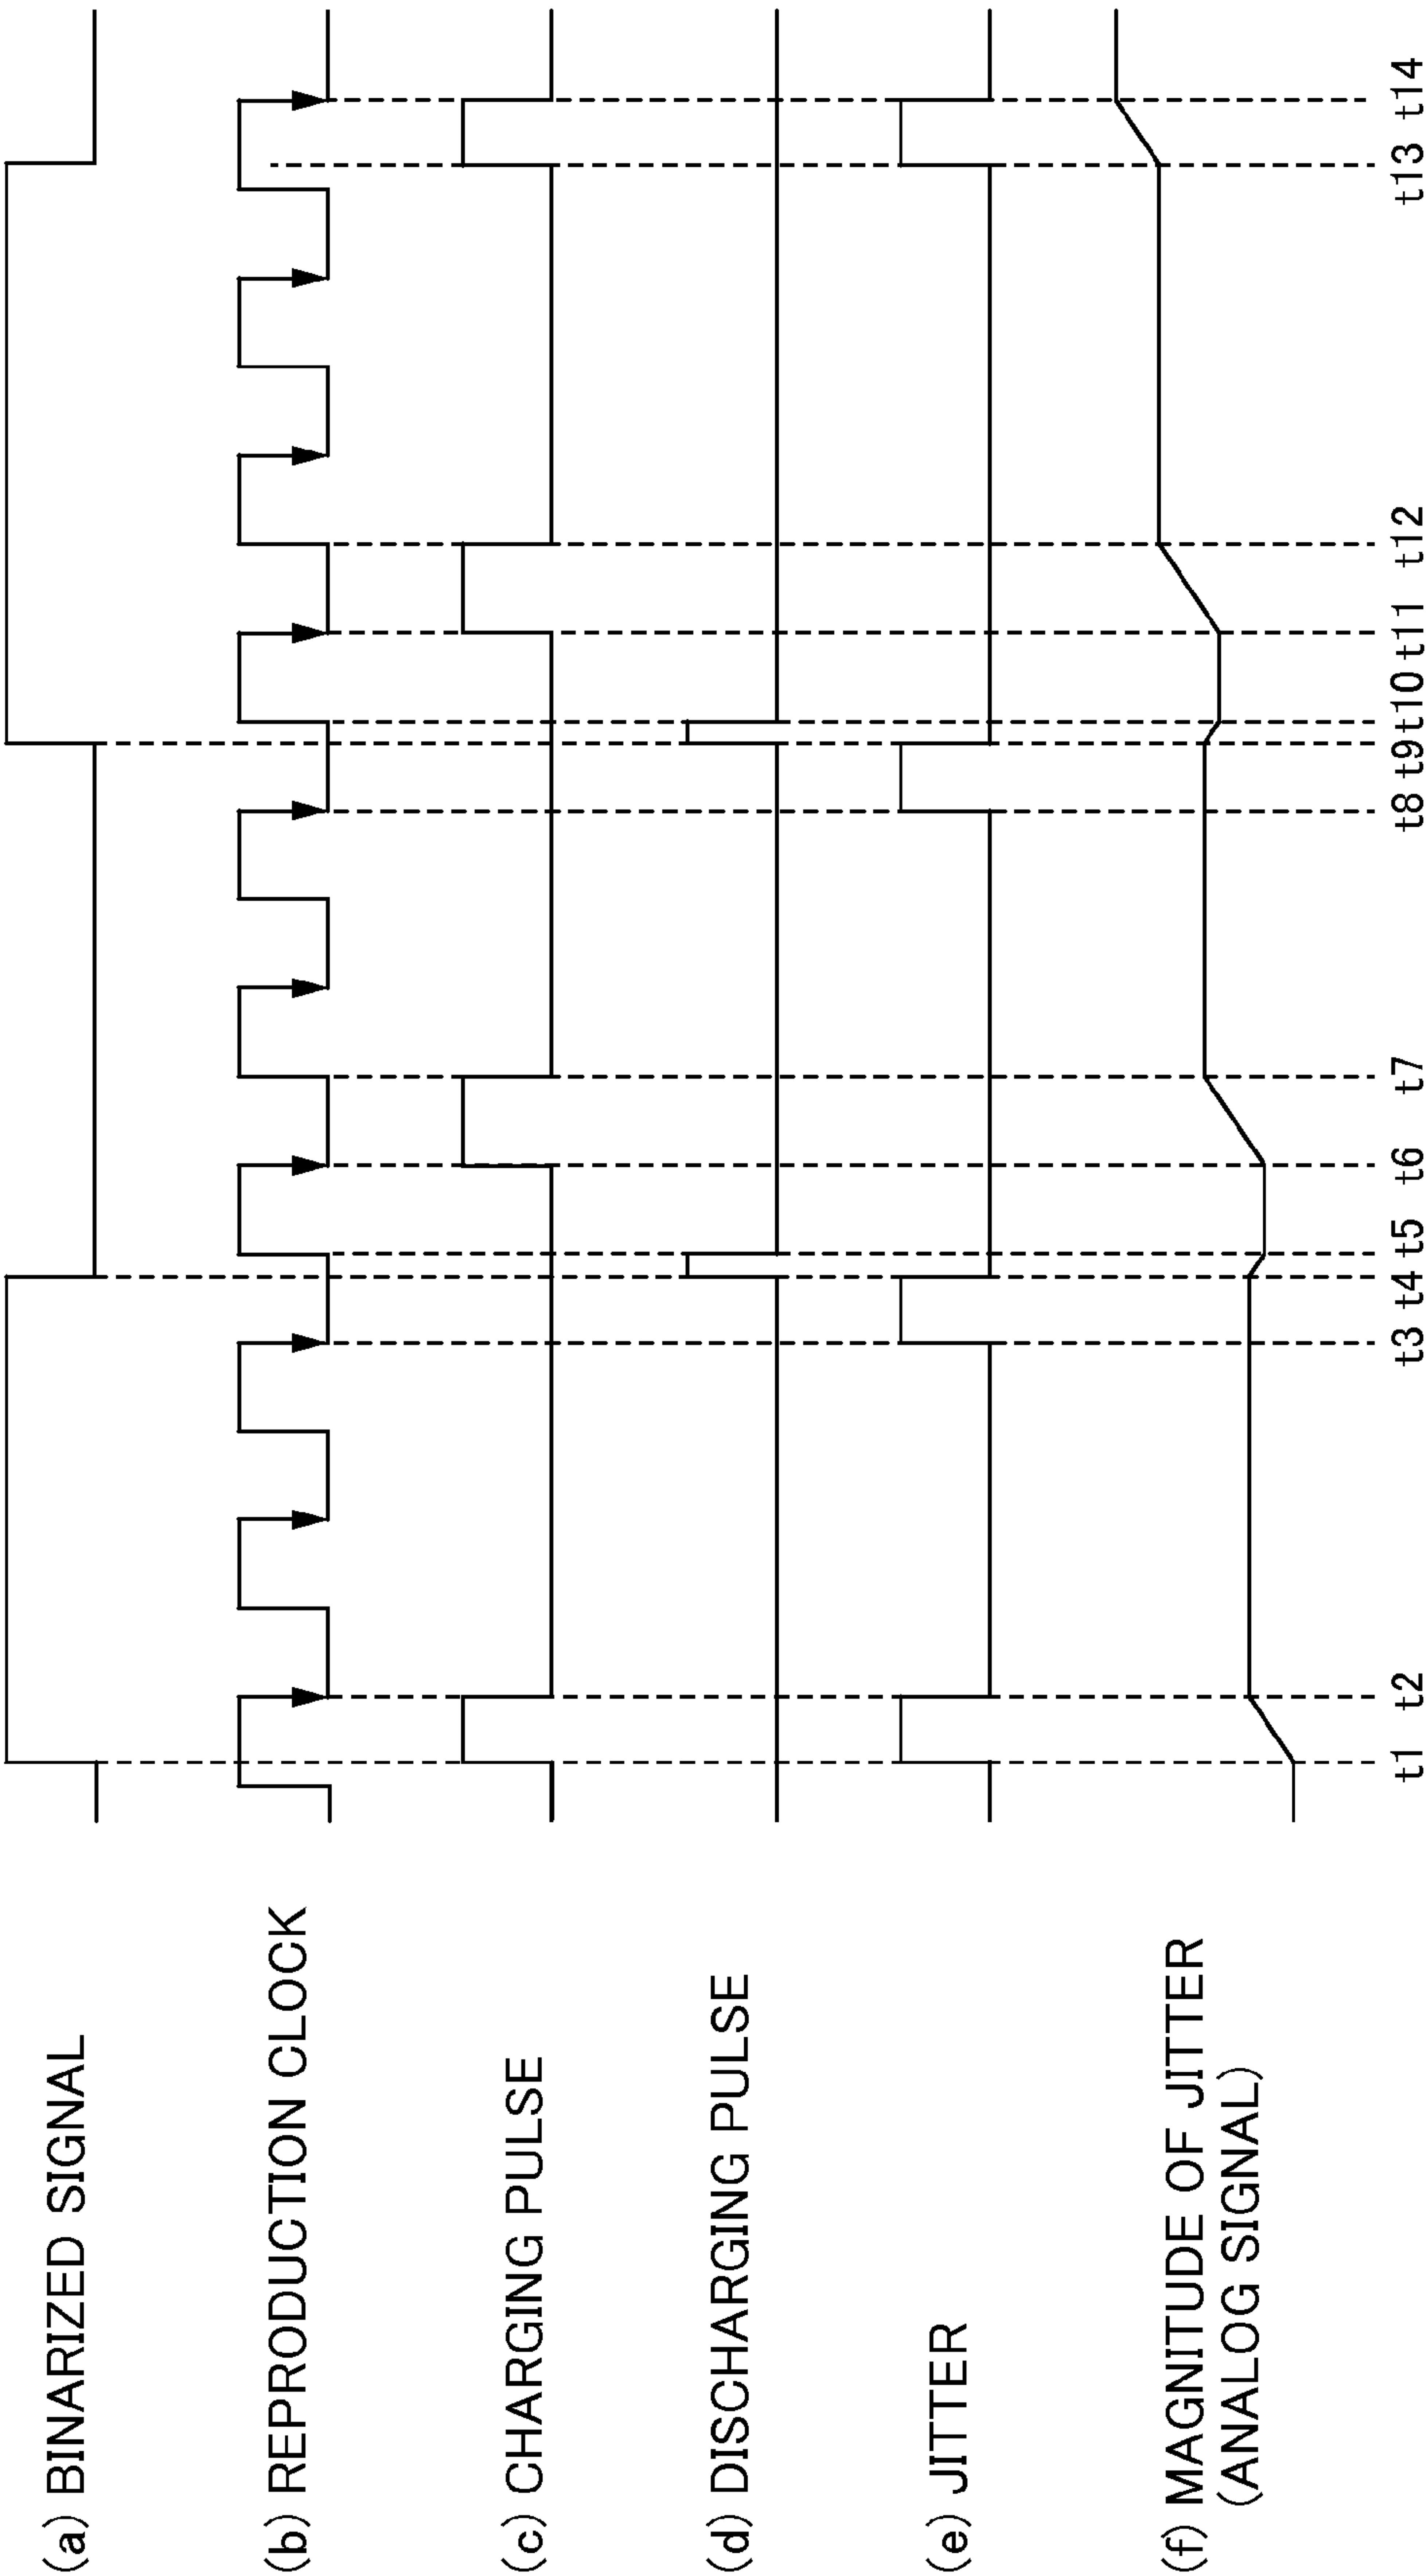 (a) BINARIZED SIGNAL
(b) REPRODUCTION CLOCK
(c) CHARGING PULSE
(d) DISCHARGING PULSE
(e) JITTER
(f) MAGNITUDE OF JITTER
(ANALOG SIGNAL)
t1 t2 t3 t4 t5 t6 t7 t8 t9 t10 t11 t12 t13 t14